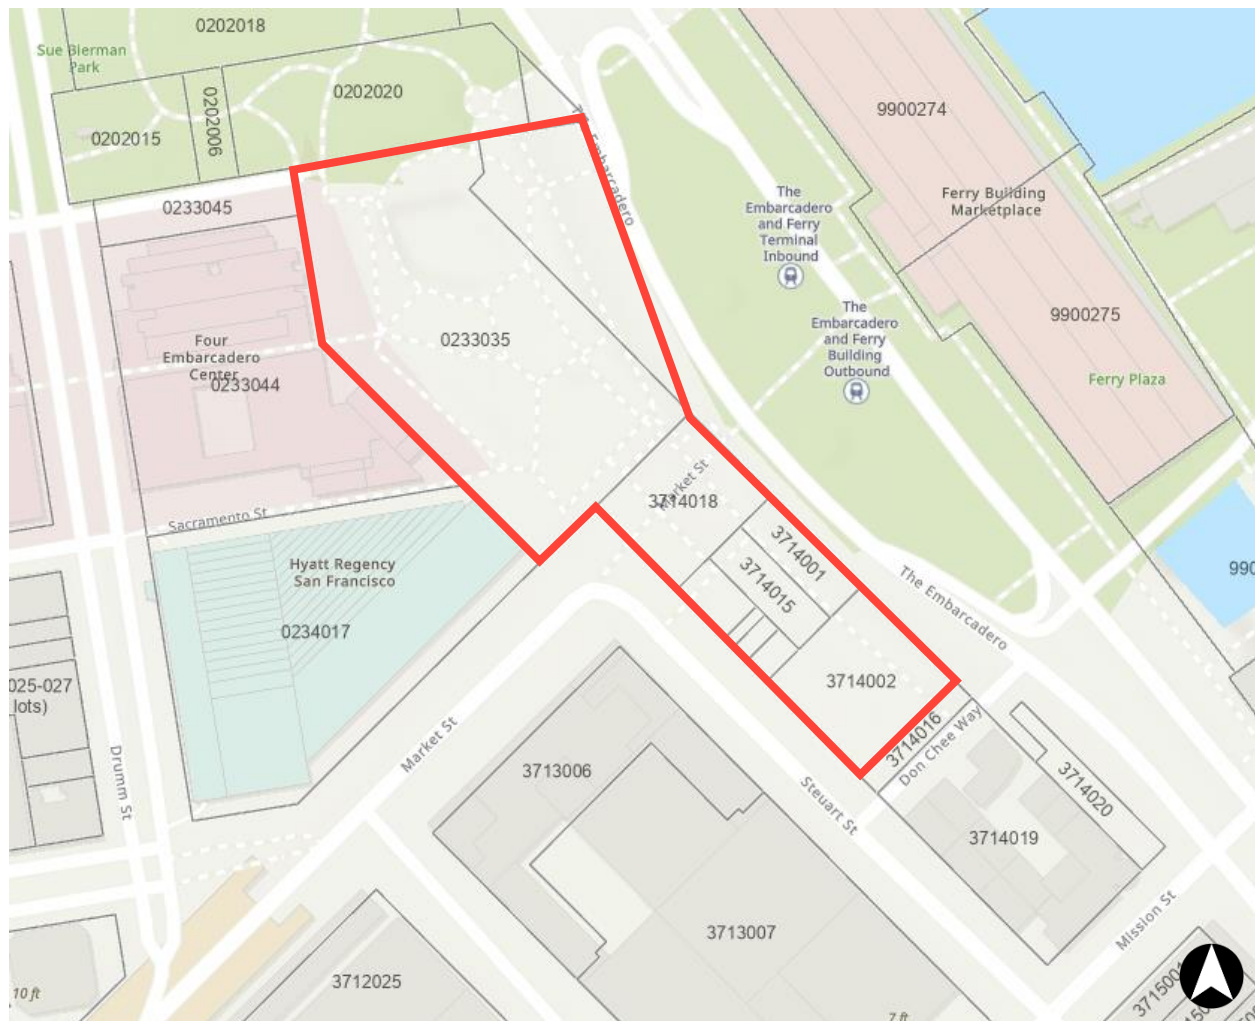 0202018
Sue Bierman
Park
0202020
0202015
0202006
9900274
The Embarcadero
The
Embarcadero
and Ferry
Terminal
Inbound
Ferry Building
Marketplace
0233045
The
Embarcadero
and Ferry
Building
Outbound
9900275
Four
Embarcadero
Center
0233044
0233035
Ferry Plaza
Market St
3714018
Sacramento St
3714001
3714015
Hyatt Regency
San Francisco
0234017
The Embarcadero
990
025-027
lots)
3714002
3714016
Don Chee Way
Market St
Drumm St
3713006
Steuart St
3714020
3714019
Mission St
3713007
3712025
10 ft
7 ft